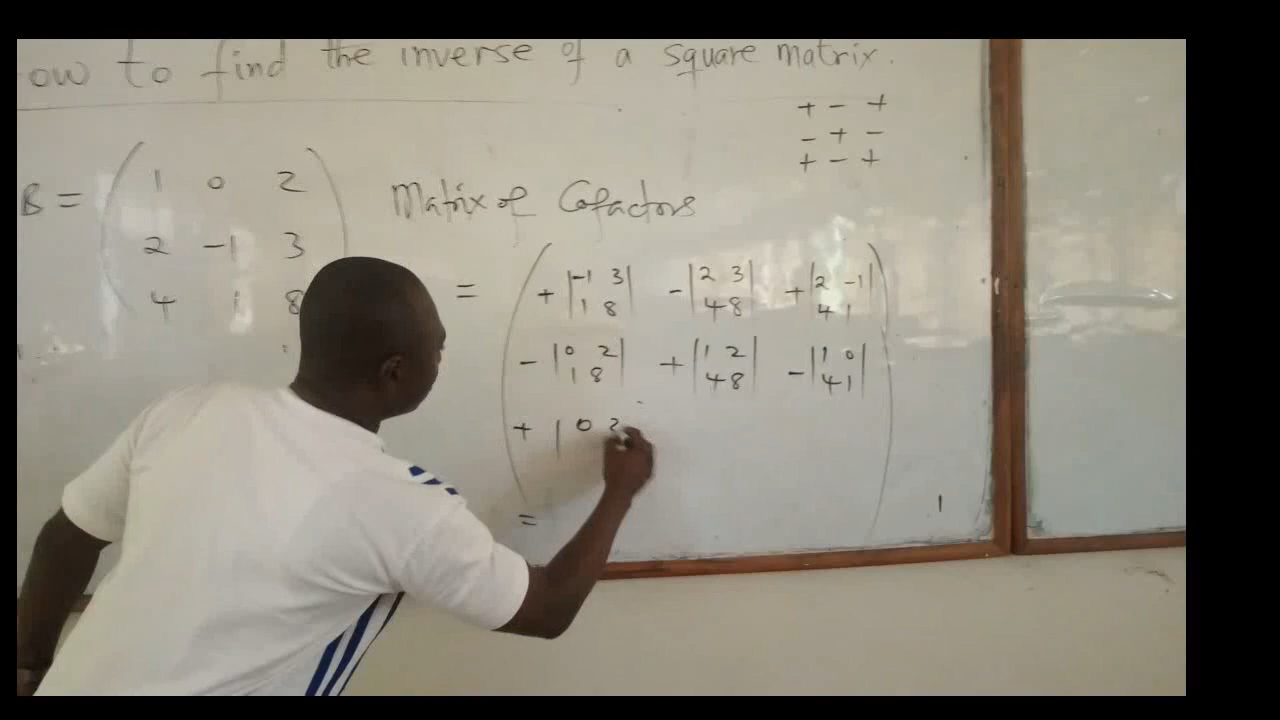 ow to find the inverse of a square matrix.
+ - +
- + -
+ - +
B = ( 1 0 2
2 -1 3
4 1 8 )
Matrix of Cofactors
= ( + |-1 3| - |2 3| + |2 -1|
|1 8| |4 8| |4 1|
- |0 2| + |1 2| - |1 0|
|1 8| |4 8| |4 1|
+ | 0 2 )
=